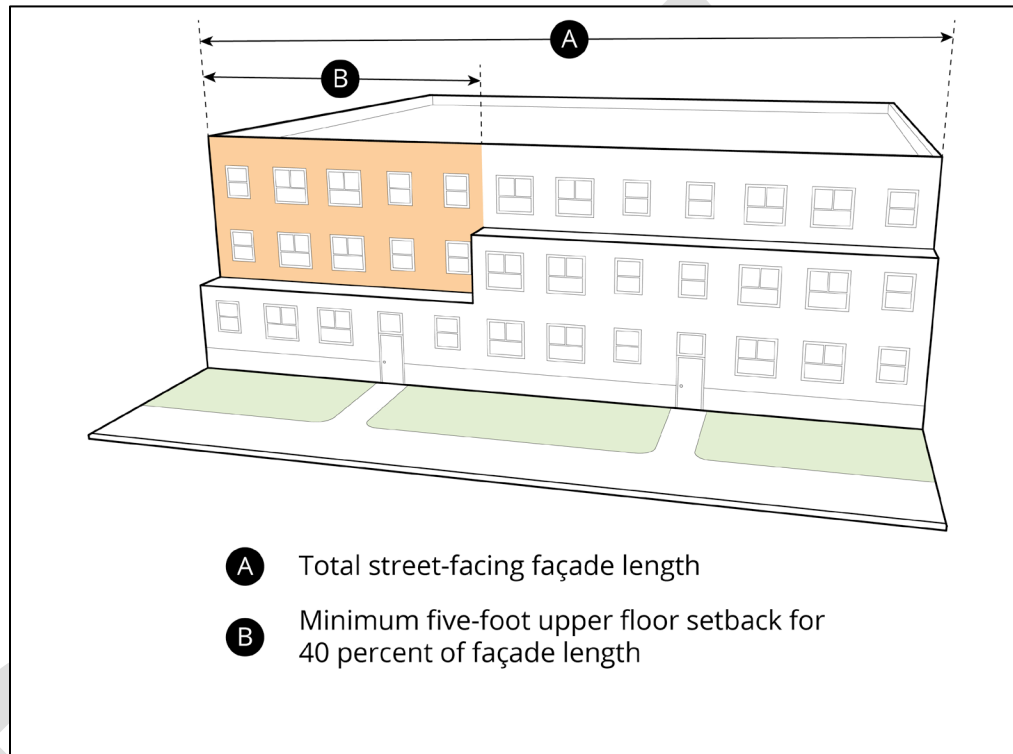 A
B
A Total street-facing façade length
B Minimum five-foot upper floor setback for
40 percent of façade length